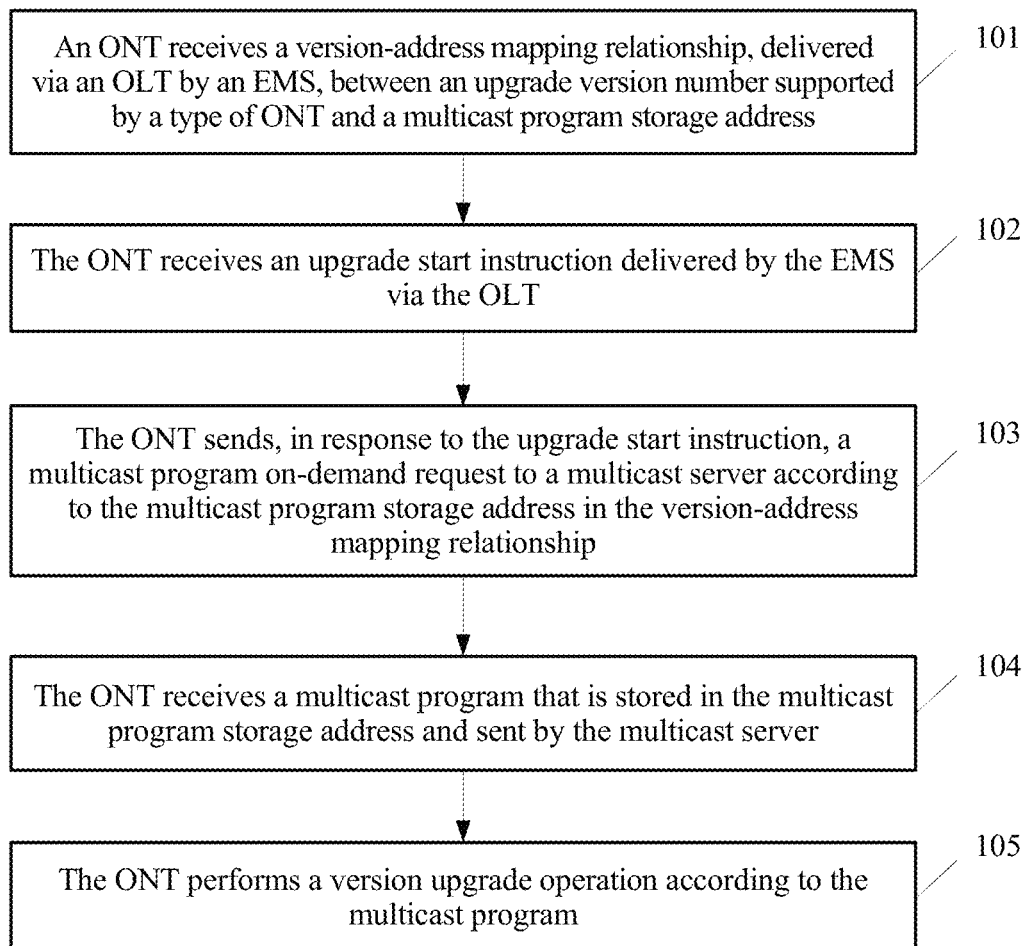 An ONT receives a version-address mapping relationship, delivered
via an OLT by an EMS, between an upgrade version number supported
by a type of ONT and a multicast program storage address
101
The ONT receives an upgrade start instruction delivered by the EMS
via the OLT
102
The ONT sends, in response to the upgrade start instruction, a
multicast program on-demand request to a multicast server according
to the multicast program storage address in the version-address
mapping relationship
103
The ONT receives a multicast program that is stored in the multicast
program storage address and sent by the multicast server
104
The ONT performs a version upgrade operation according to the
multicast program
105